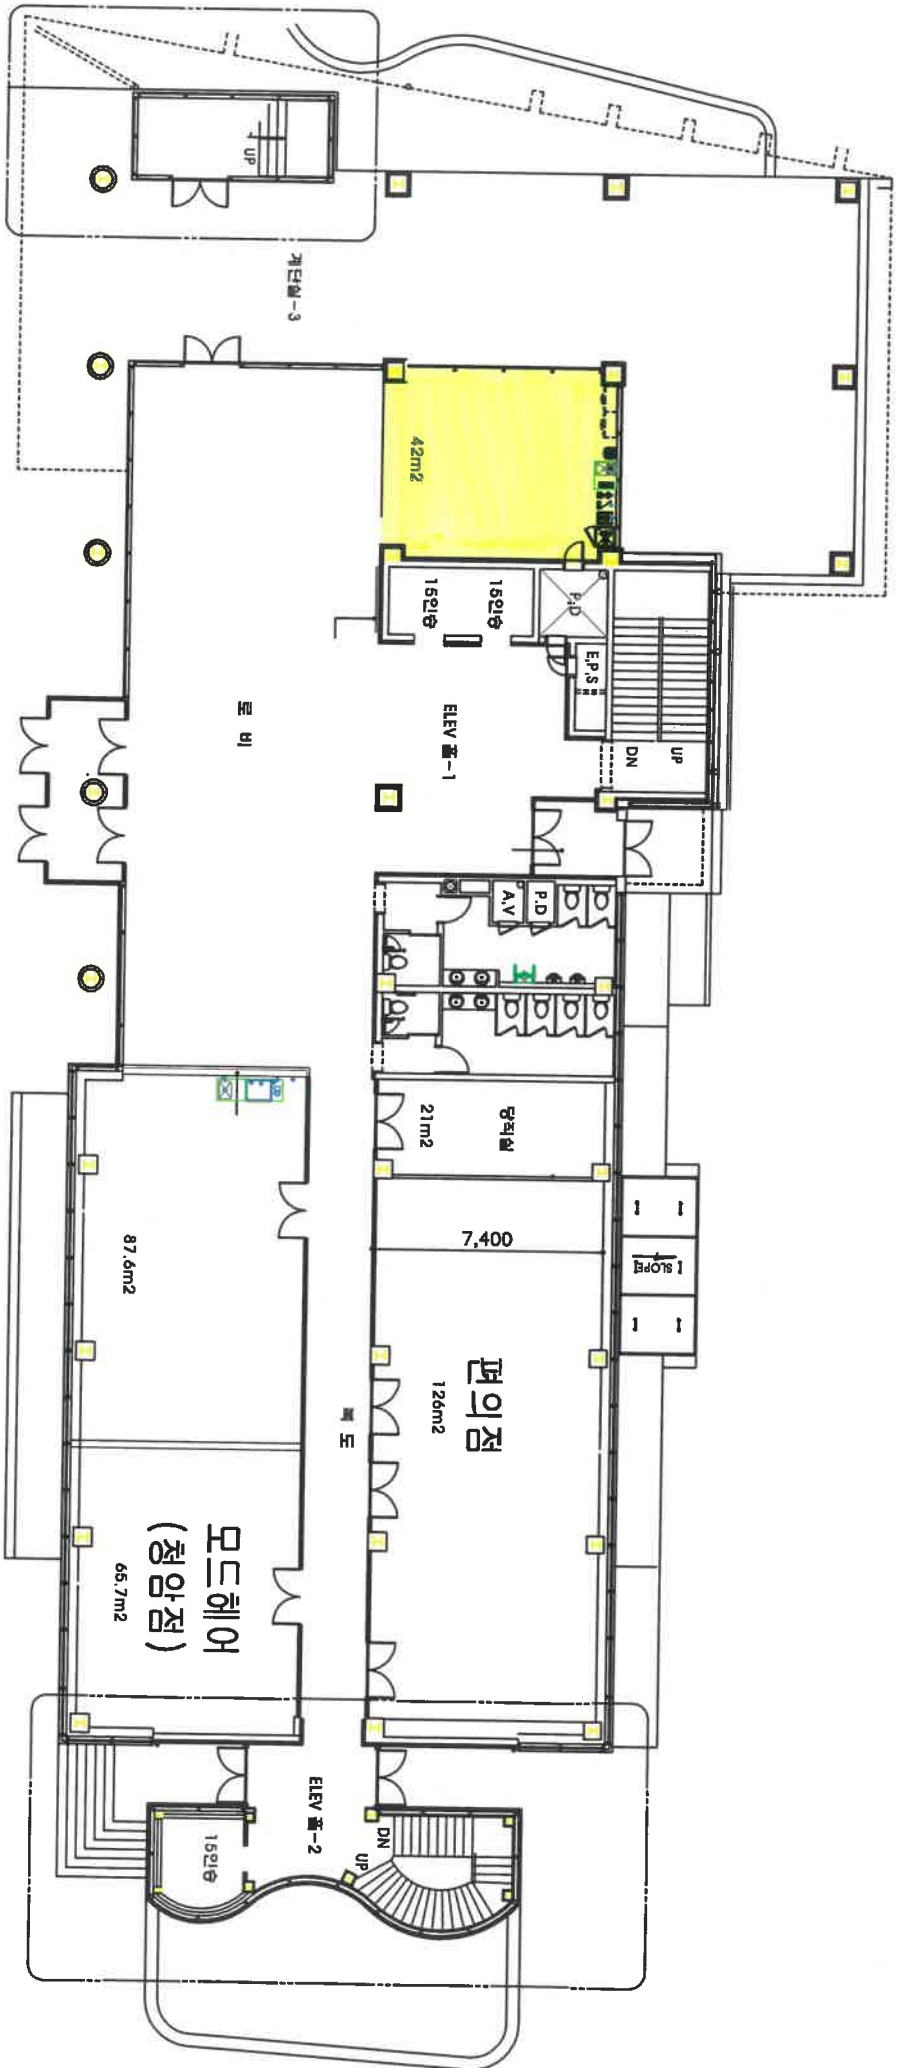 UP
계단실-3
42m2
15인승
15인승
P.D
E.P.S
UP
DN
ELEV 홀-1
로 비
A.V
P.D
당직실
21m2
7,400
SLOPE
87.6m2
편의점
126m2
복 도
모드헤어
(청암점)
65.7m2
ELEV 홀-2
DN
UP
15인승